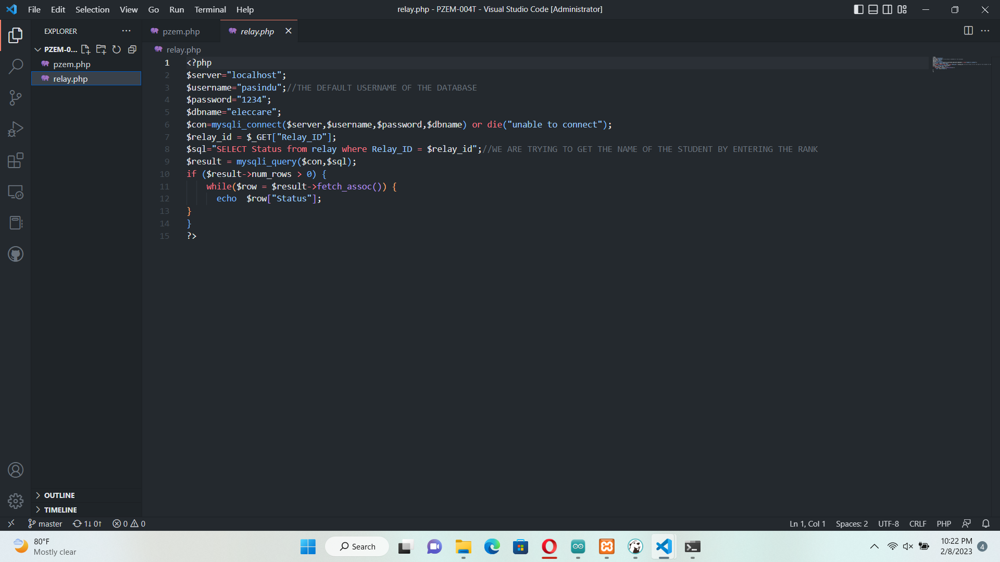 File Edit Selection View Go Run Terminal Help
relay.php - PZEM-004T - Visual Studio Code [Administrator]
EXPLORER
PZEM-0...
pzem.php
relay.php
OUTLINE
TIMELINE
pzem.php
relay.php
relay.php
1 <?php
2 $server="localhost";
3 $username="pasindu";//THE DEFAULT USERNAME OF THE DATABASE
4 $password="1234";
5 $dbname="eleccare";
6 $con=mysqli_connect($server,$username,$password,$dbname) or die("unable to connect");
7 $relay_id = $_GET["Relay_ID"];
8 $sql="SELECT Status from relay where Relay_ID = $relay_id";//WE ARE TRYING TO GET THE NAME OF THE STUDENT BY ENTERING THE RANK
9 $result = mysqli_query($con,$sql);
10 if ($result->num_rows > 0) {
11     while($row = $result->fetch_assoc()) {
12       echo  $row["Status"];
13 }
14 }
15 ?>
master 1↓ 0↑ 0 0
Ln 1, Col 1 Spaces: 2 UTF-8 CRLF PHP
80°F
Mostly clear
Search
10:22 PM
2/8/2023
4